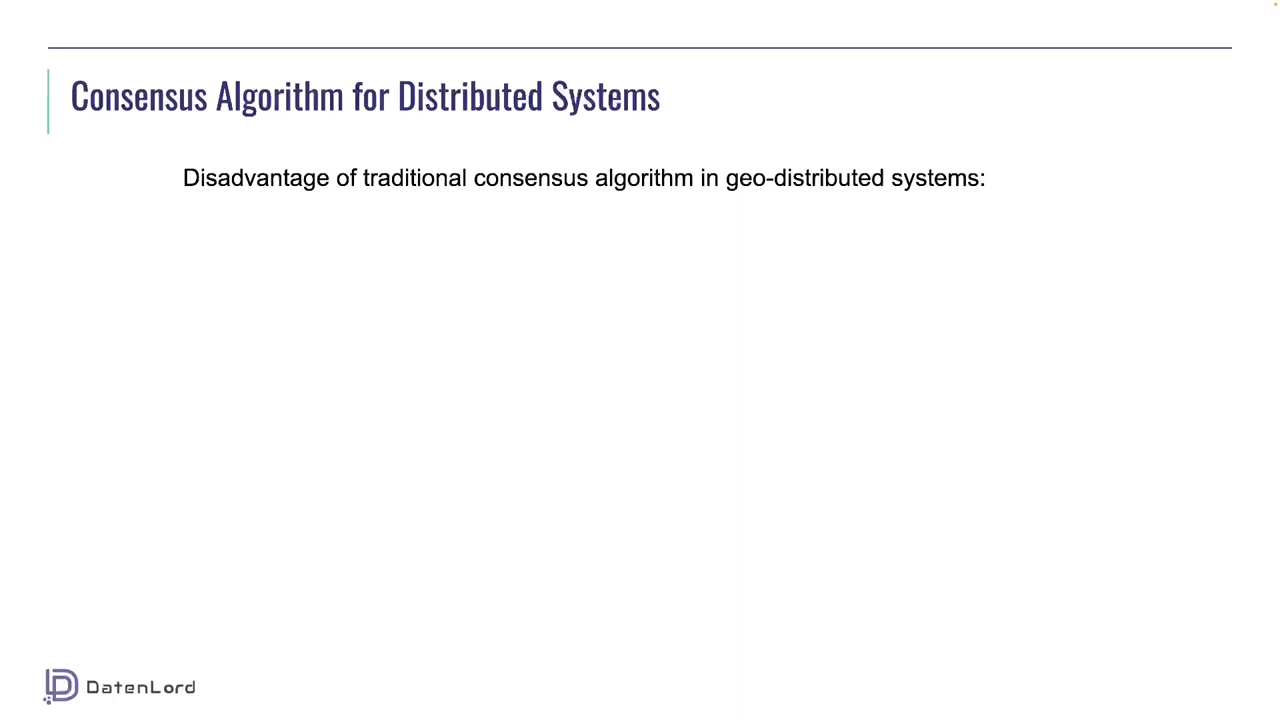 Consensus Algorithm for Distributed Systems
Disadvantage of traditional consensus algorithm in geo-distributed systems:
DatenLord